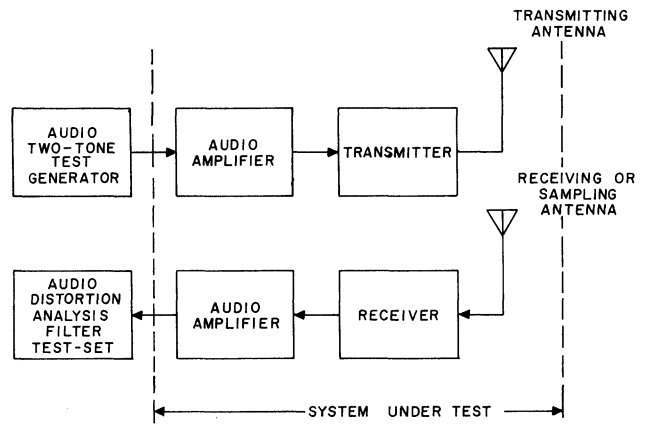 TRANSMITTING
ANTENNA
AUDIO
TWO-TONE
TEST
GENERATOR
AUDIO
AMPLIFIER
TRANSMITTER
RECEIVING OR
SAMPLING
ANTENNA
AUDIO
DISTORTION
ANALYSIS
FILTER
TEST-SET
AUDIO
AMPLIFIER
RECEIVER
SYSTEM UNDER TEST